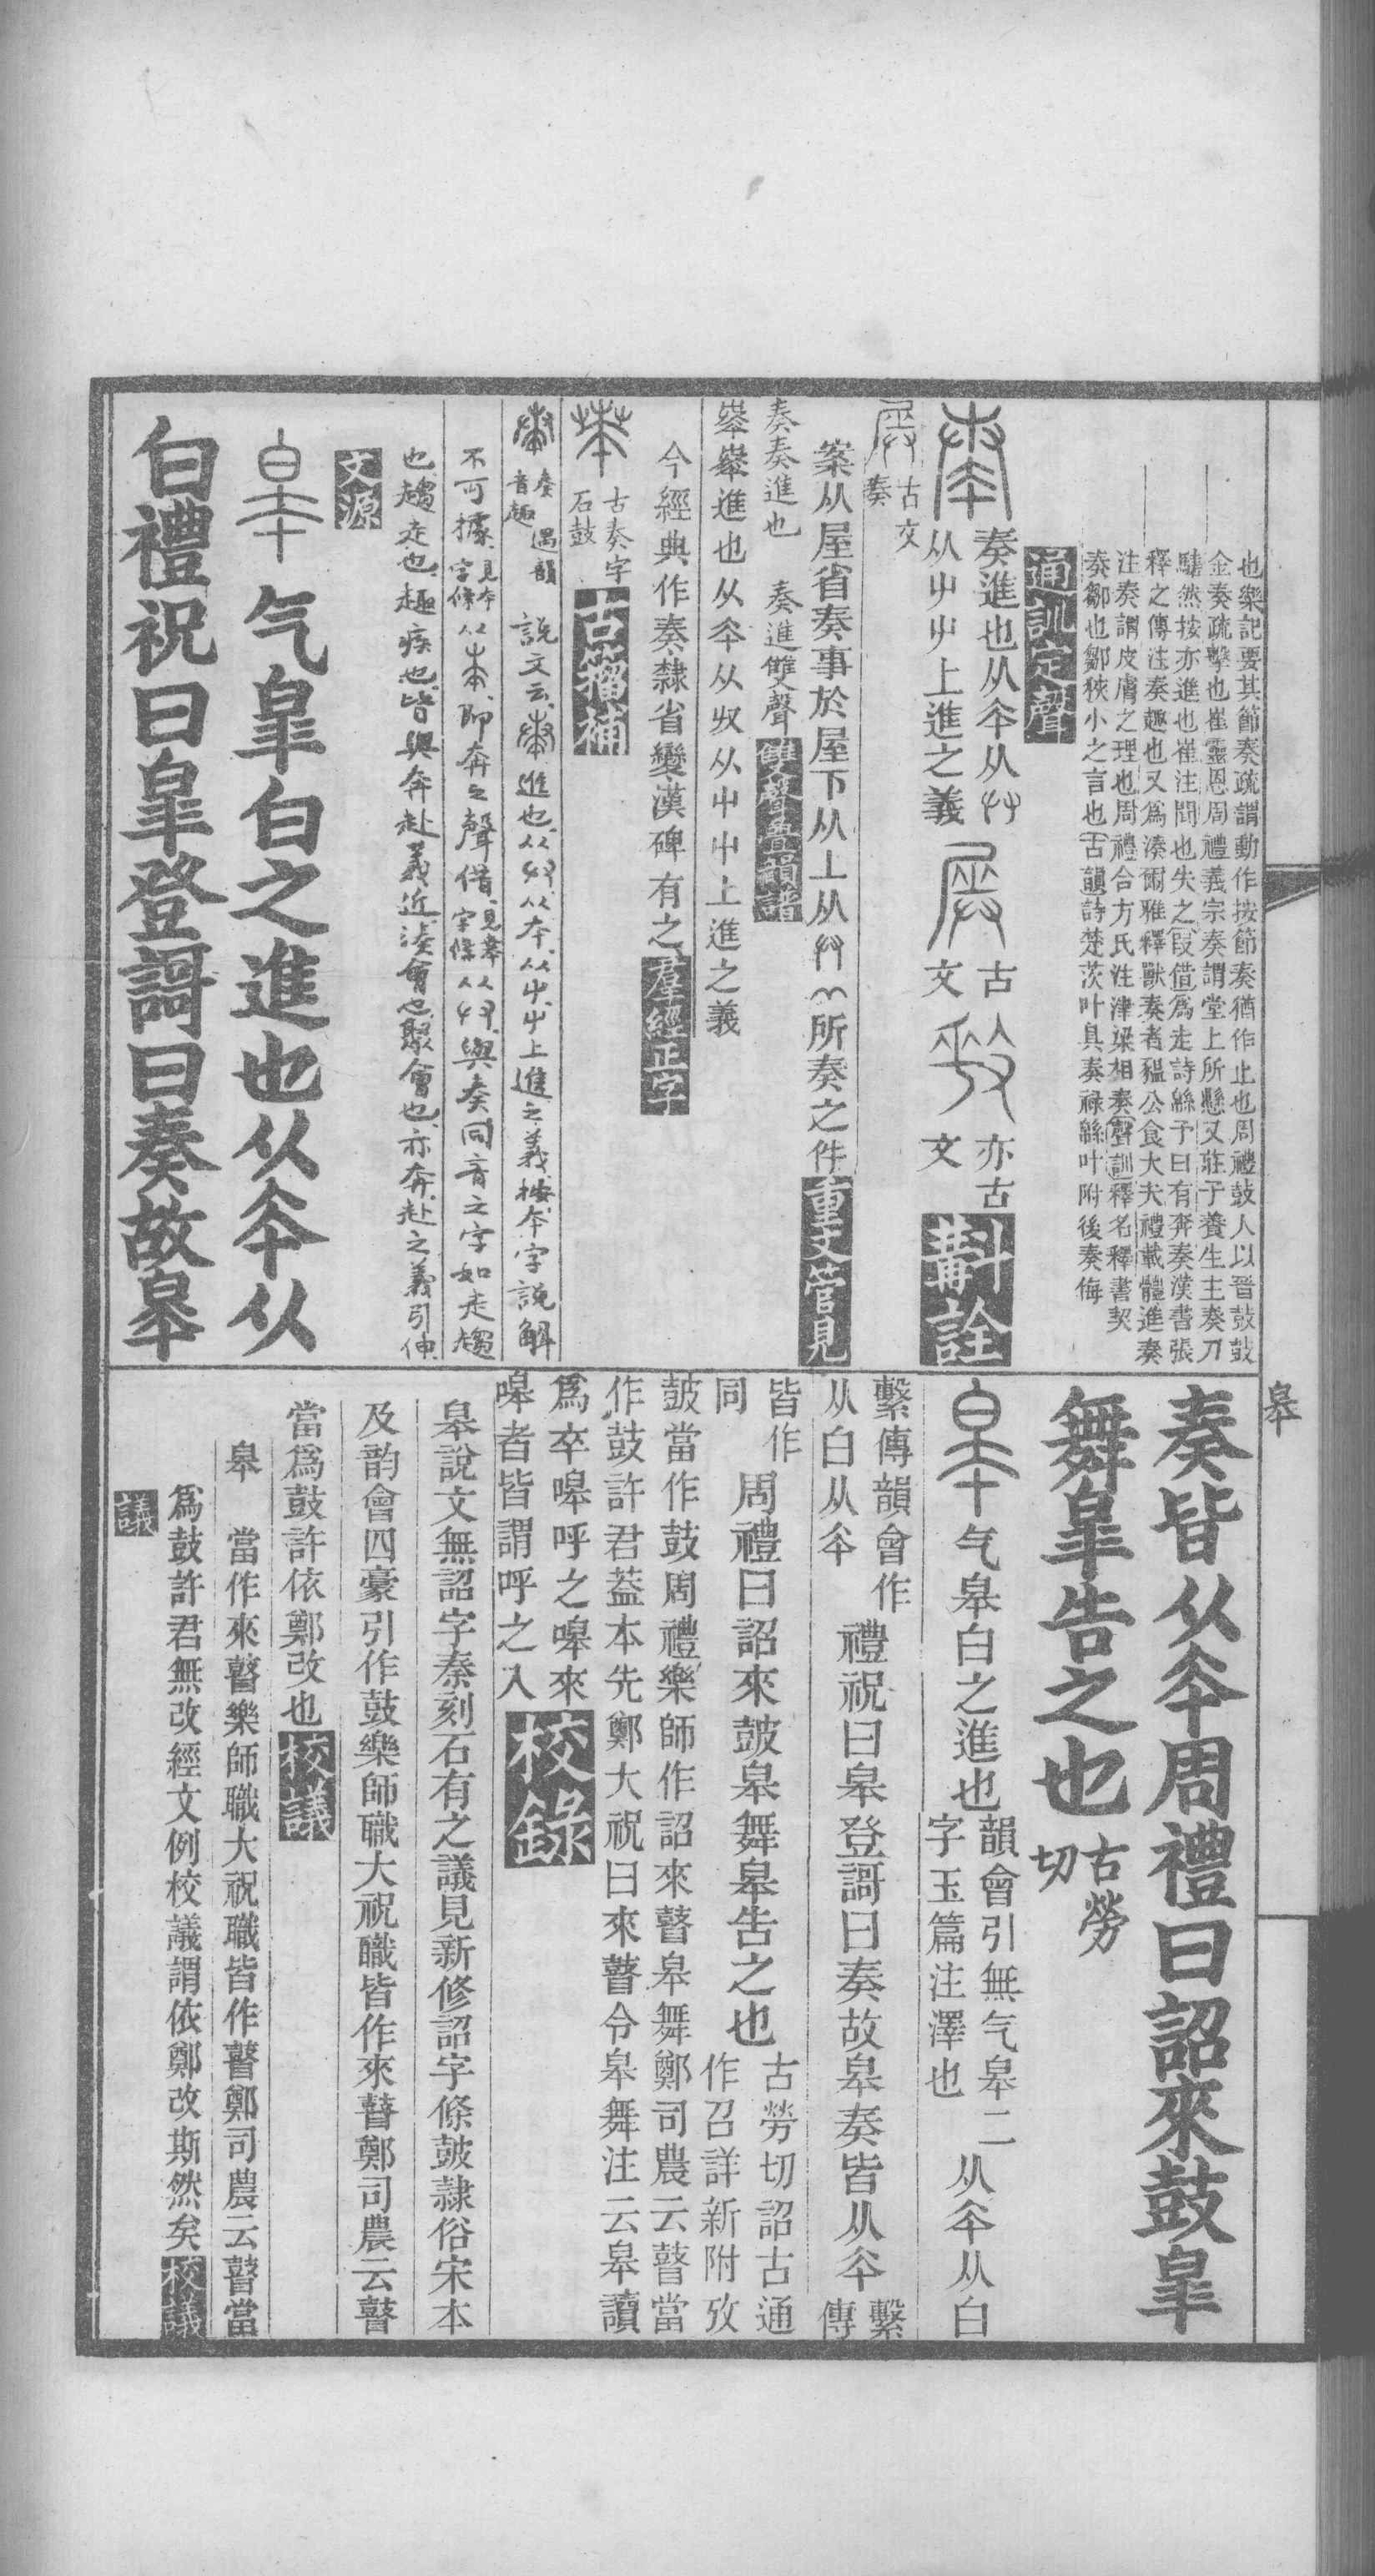 也樂記要其節奏疏謂動作按節奏猶作止也周禮鼓人以晉鼓鼓
金奏疏擊也崔靈恩周禮義宗奏謂堂上所懸又莊子養生主奏刀
騞然按亦進也崔注聞也失之(叚借)爲走詩緜予曰有奔奏漢書張
釋之傳注奏趣也又爲湊爾雅釋獸奏者豱公食大夫禮載體進奏
注奏謂皮膚之理也周禮合方氏注津梁相奏(聲訓)釋名釋書契
奏鄒也鄒狹小之言也(古韻)詩楚茨叶具奏祿緜叶附後奏侮
通訓定聲
奏進也从夲从廾
从屮屮上進之義
古文
亦古文
斠詮
古文奏
案从屋省奏事於屋下从丄从
所奏之件
重文管見
奏奏進也 奏進雙聲
雙聲疊韻譜
進也从夲从収从屮屮上進之義
今經典作奏隸省變漢碑有之
羣經正字
古奏字
石鼓
古籀補
奏 遇韻
音趣
說文云
進也从
从夲从屮屮上進之義按夲字說解
不可據見夲字條从
卽奔之聲借見
字條从
與奏同音之字如走趨
也趨走也趣疾也皆與奔赴義近湊會也聚會也亦奔赴之義引伸
文源
气皐白之進也从夲从
白禮祝曰皐登謌曰奏故皋
皋
奏皆从夲周禮曰詔來鼓皐
舞皐告之也
古勞切
气皋白之進也
韻會引無气皋二
字玉篇注澤也
从夲从白
繫傳韻會作
从白从夲
禮祝曰皋登謌曰奏故皋奏皆从夲
繫傳
皆作
同
周禮曰詔來鼓皋舞皋告之也
古勞切詔古通
作召詳新附攷
鼓當作鼓周禮樂師作詔來瞽皋舞鄭司農云瞽當
作鼓許君蓋本先鄭大祝曰來瞽令皋舞注云皋讀
爲卒嘷呼之嘷來
嘷者皆謂呼之入
校錄
皋說文無詔字秦刻石有之議見新修詔字條鼓隸俗宋本
及韵會四豪引作鼓樂師職大祝職皆作來瞽鄭司農云瞽
當爲鼓許依鄭改也
校議
皋 當作來瞽樂師職大祝職皆作瞽鄭司農云瞽當
爲鼓許君無改經文例校議謂依鄭改斯然矣
校議
議